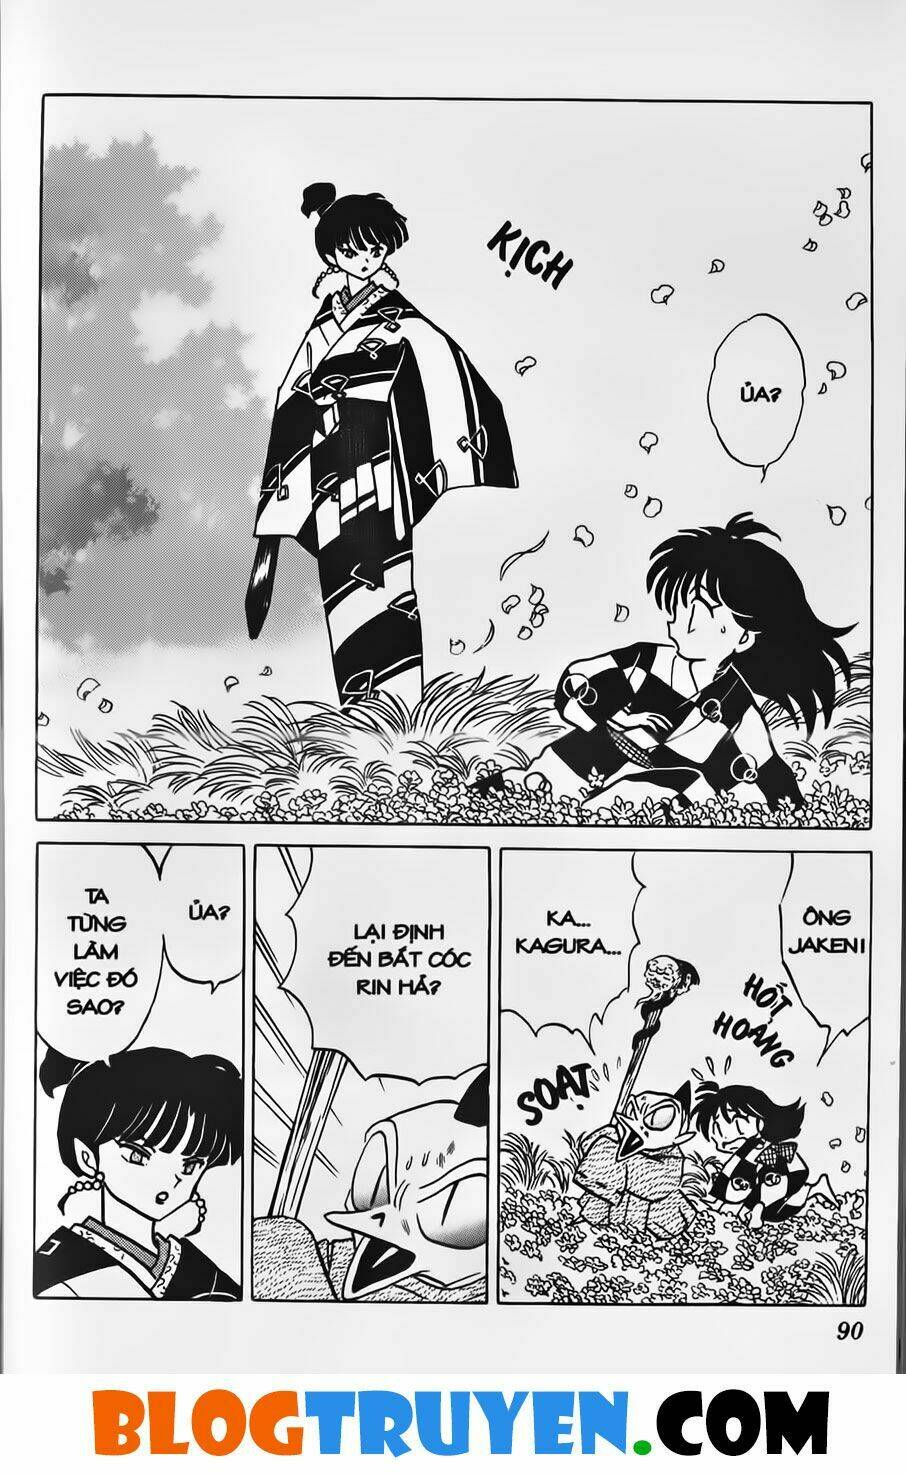 KỊCH
ỦA?
ÔNG
JAKEN!
KA...
KAGURA...
HỐT
HOẢNG
SOẠT
LẠI ĐỊNH
ĐẾN BẮT CÓC
RIN HẢ?
ỦA?
TA
TỪNG
LÀM
VIỆC ĐÓ
SAO?
90
BLOGTRUYEN.COM